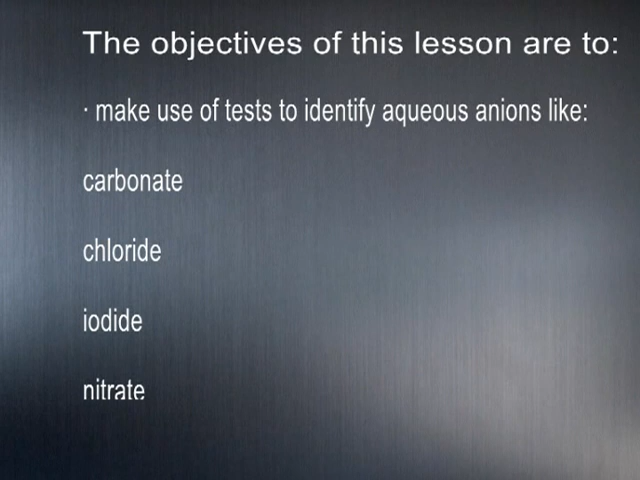 The objectives of this lesson are to:
· make use of tests to identify aqueous anions like:
carbonate
chloride
iodide
nitrate